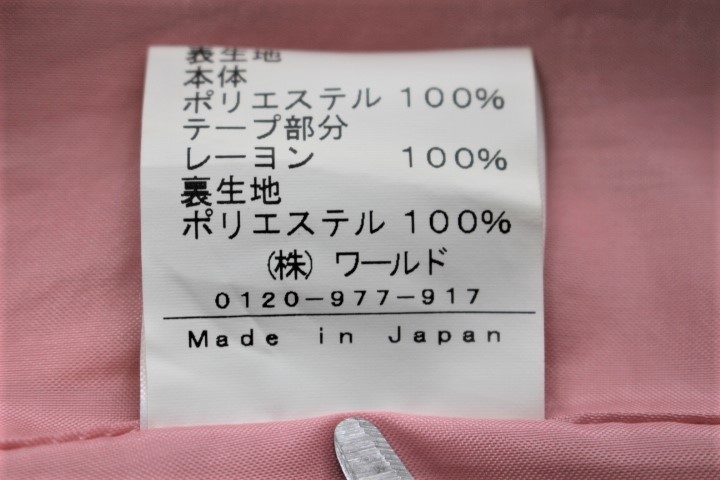 表生地
本体
ポリエステル 100%
テープ部分
レーヨン 100%
裏生地
ポリエステル 100%
(株) ワールド
0120-977-917
Made in Japan